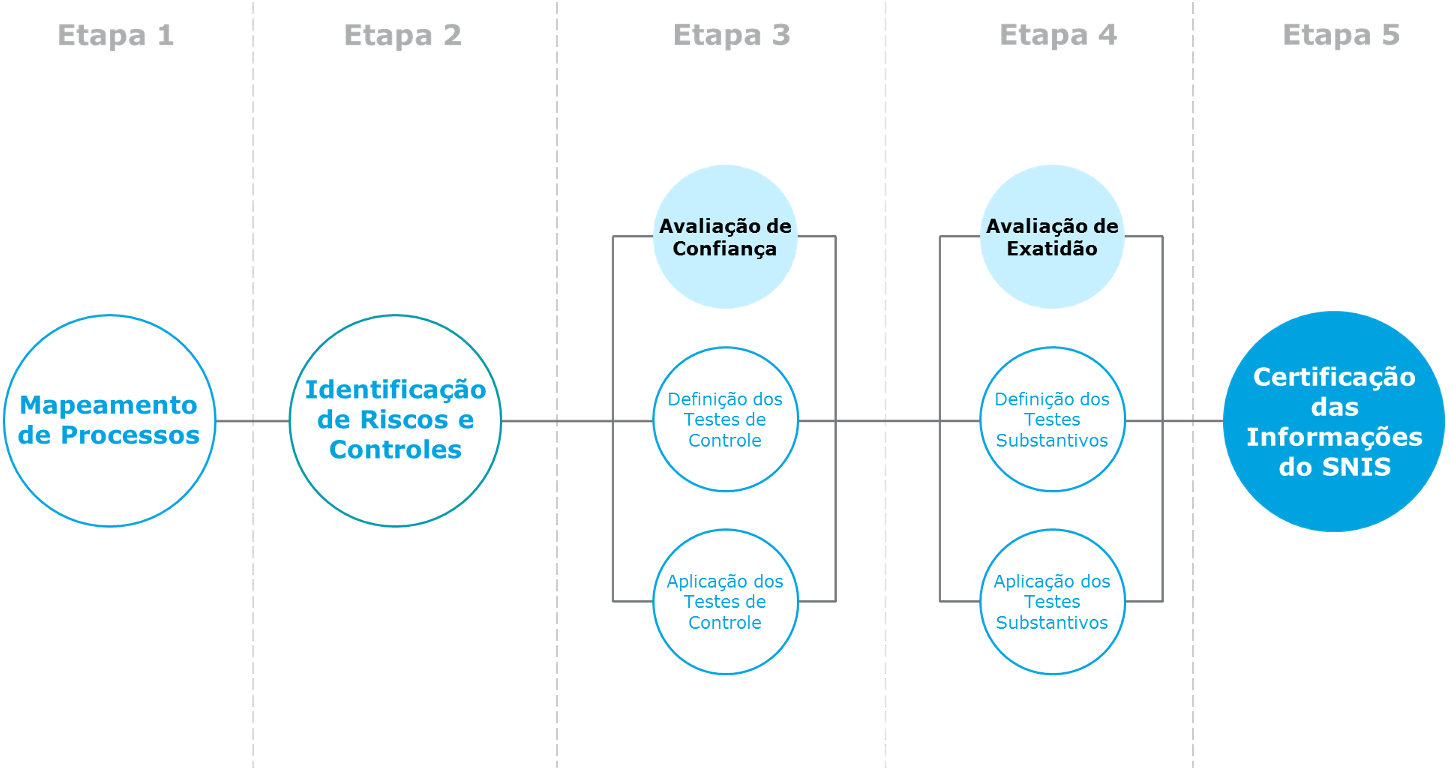 Etapa 1
Etapa 2
Etapa 3
Etapa 4
Etapa 5
Mapeamento
de Processos
Identificação
de Riscos e
Controles
Avaliação de
Confiança
Definição dos
Testes de
Controle
Aplicação dos
Testes de
Controle
Avaliação de
Exatidão
Definição dos
Testes
Substantivos
Aplicação dos
Testes
Substantivos
Certificação
das
Informações
do SNIS